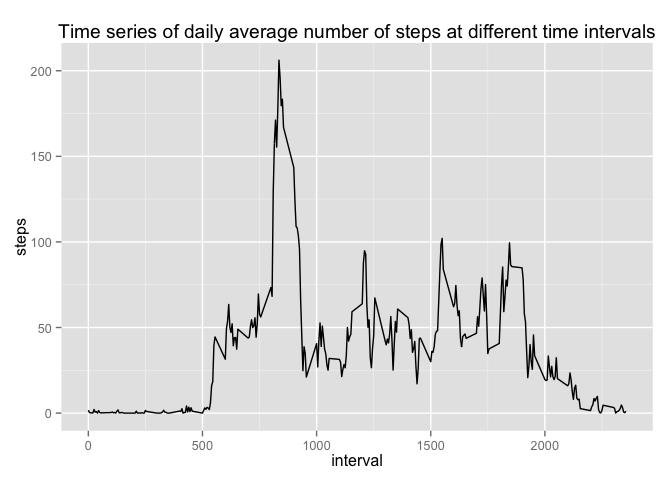 Time series of daily average number of steps at different time intervals
200
150
100
50
0
steps
0 500 1000 1500 2000
interval